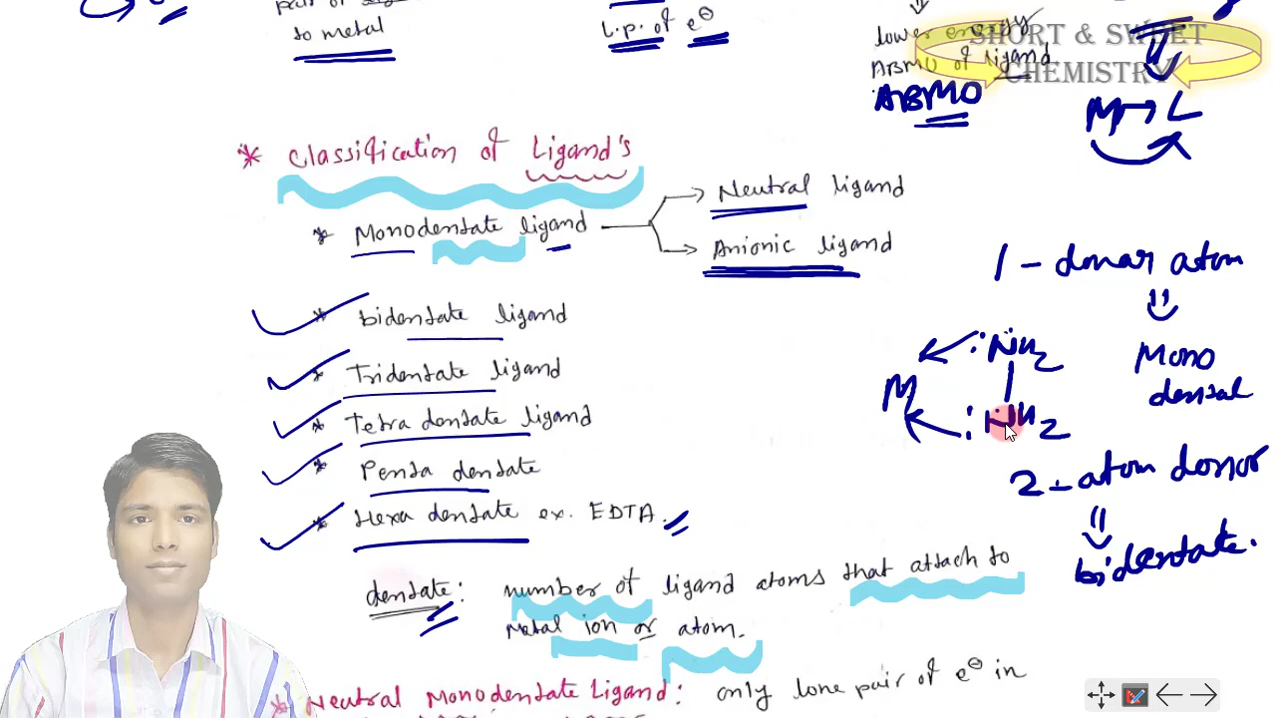 to metal
l.p. of e⊖
lower energy
ABMO of ligand
ABMO
SHORT & SWEET
CHEMISTRY
M→L
* Classification of Ligand's
* Monodentate ligand
Neutral ligand
Anionic ligand
* bidentate ligand
* Tridentate ligand
* Tetra dentate ligand
* Penta dentate
* Hexa dentate ex. EDTA.
1 - donar atom
Mono
dental
:NH2
M
:NH2
2 - atom donor
bidentate.
dentate: number of ligand atoms that attach to
Metal ion or atom.
* Neutral Monodentate Ligand: only lone pair of e⊖ in